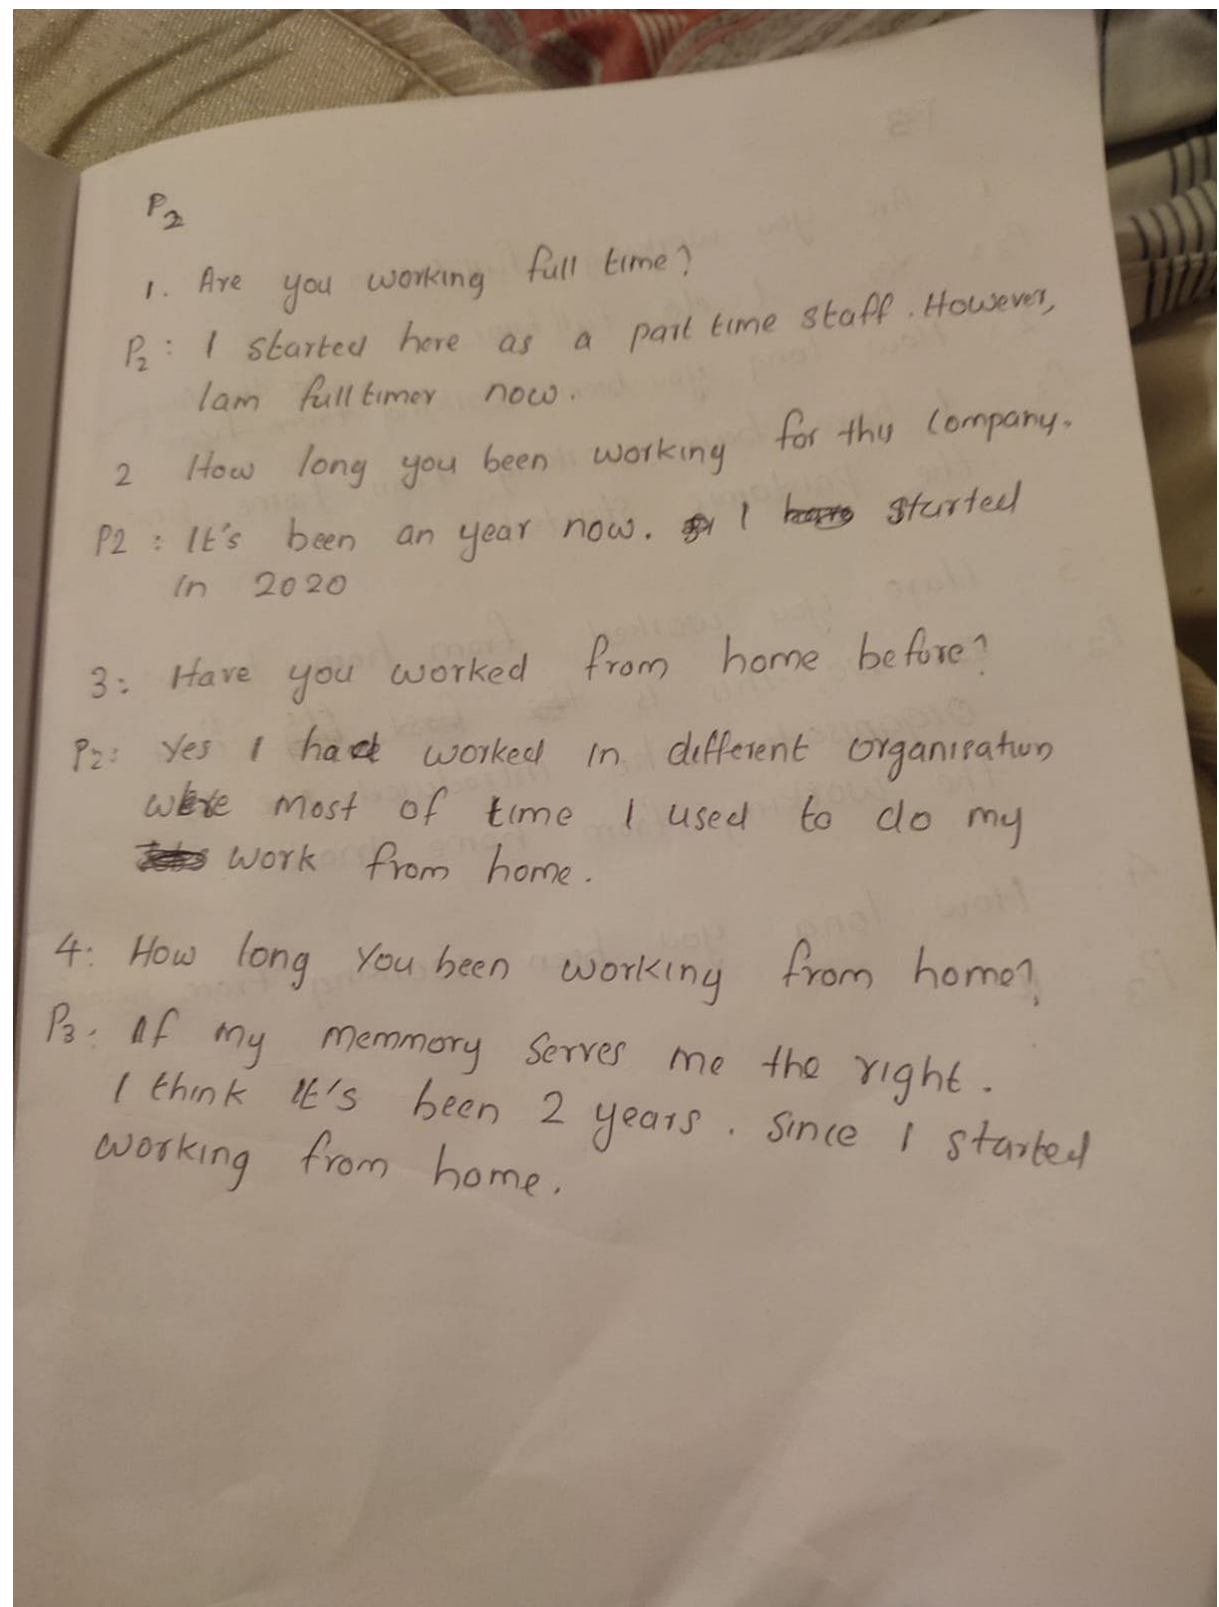 P2
1. Are you working full time?
P2 : I started here as a part time staff. However,
I am full timer now.
2 How long you been working for this company.
P2 : It's been an year now. I started
in 2020
3: Have you worked from home before?
P2: Yes I had worked in different organisation
were most of time I used to do my
work from home.
4: How long You been working from home?
P3: If my memmory serves me the right.
I think it's been 2 years. Since I started
working from home.